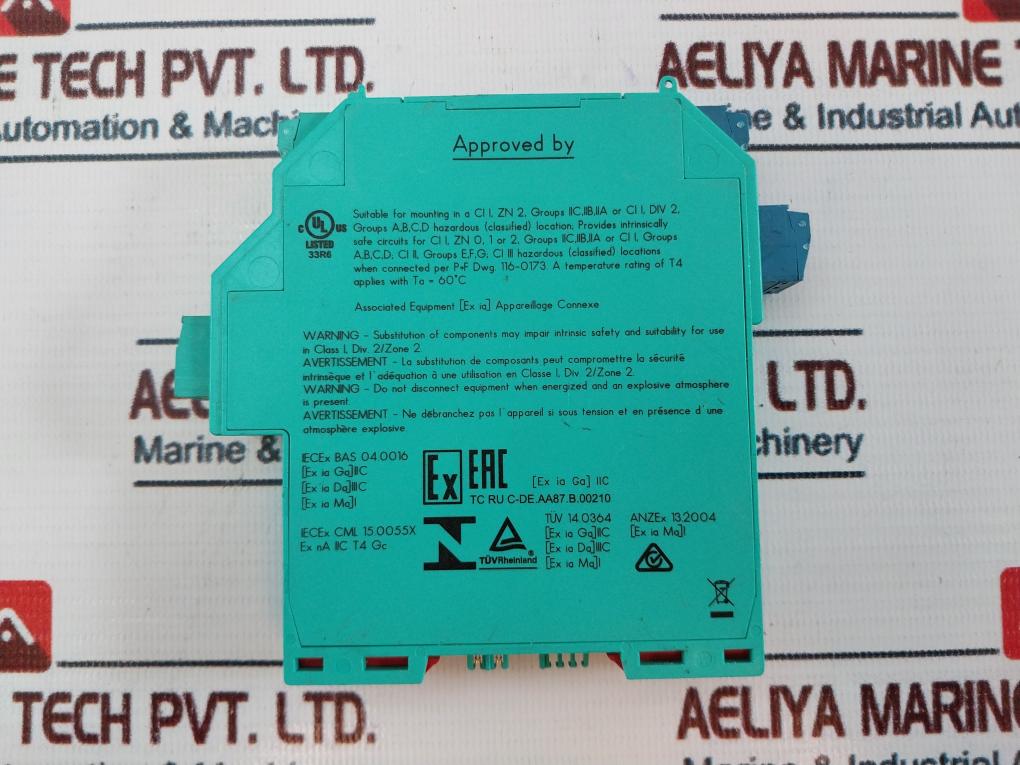 E TECH PVT. LTD.
AELIYA MARINE T
Automation & Machi
ne & Industrial Aut
Approved by
C UL US
LISTED
33R6
Suitable for mounting in a Cl I, ZN 2, Groups IIC,IIB,IIA or Cl I, DIV 2,
Groups A,B,C,D hazardous (classified) location; Provides intrinsically
safe circuits for Cl I, ZN 0, 1 or 2, Groups IIC,IIB,IIA or Cl I, Groups
A,B,C,D; Cl II, Groups E,F,G; Cl III hazardous (classified) locations
when connected per P+F Dwg. 116-0173. A temperature rating of T4
applies with Ta = 60°C
Associated Equipment [Ex ia] Appareillage Connexe
WARNING - Substitution of components may impair intrinsic safety and suitability for use
in Class I, Div. 2/Zone 2.
AVERTISSEMENT - La substitution de composants peut compromettre la sécurité
intrinsèque et l'adéquation à une utilisation en Classe I, Div. 2/Zone 2.
WARNING - Do not disconnect equipment when energized and an explosive atmosphere
is present.
AVERTISSEMENT - Ne débranchez pas l'appareil si sous tension et en présence d'une
atmosphère explosive.
AE
LTD.
Marine &
chinery
IECEx BAS 04.0016
[Ex ia Ga]IIC
[Ex ia Da]IIIC
[Ex ia Ma]I
Ex
EAC
[Ex ia Ga] IIC
TC RU C-DE.AA87.B.00210
IECEx CML 15.0055X
Ex nA IIC T4 Gc
N
TÜVRheinland®
TÜV 14.0364
[Ex ia Ga]IIC
[Ex ia Da]IIIC
[Ex ia Ma]I
ANZEx 13.2004
[Ex ia Ma]I
TECH PVT. LTD.
AELIYA MARINE